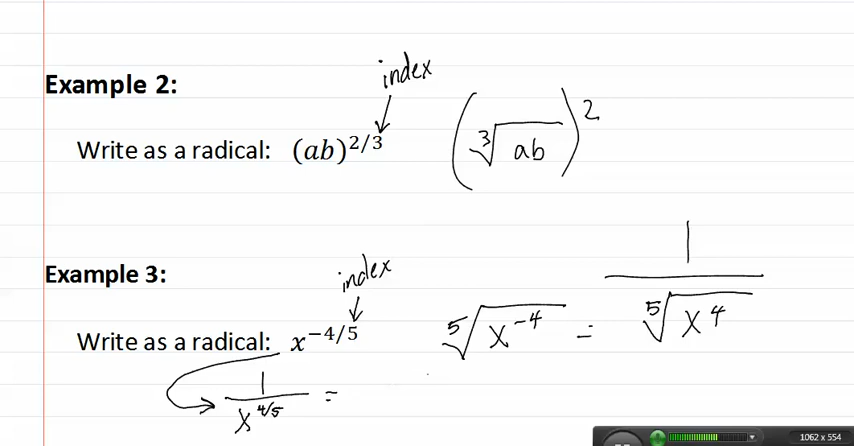 index
Example 2:
Write as a radical: (ab)^{2/3} (∛ab)^2
Example 3:
index
Write as a radical: x^{-4/5} ⁵√x^{-4} = 1/⁵√x^4
1/x^{4/5} =
1062 x 554